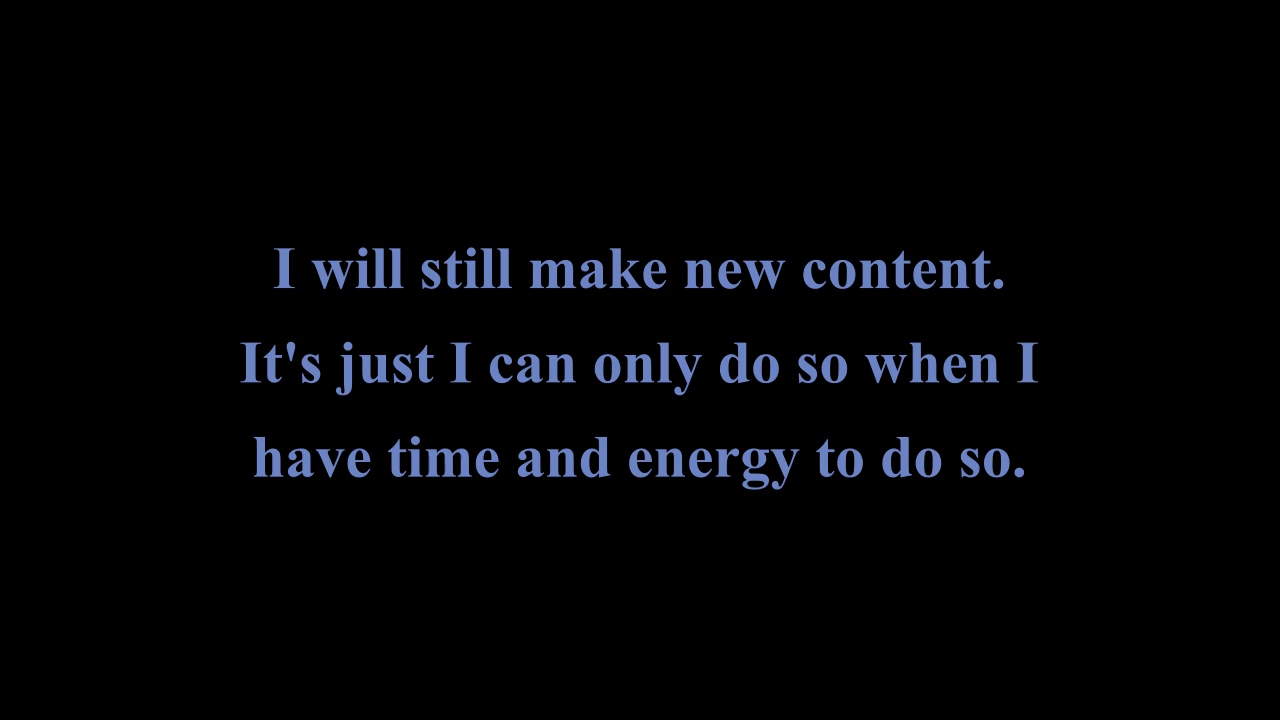 I will still make new content.
It's just I can only do so when I
have time and energy to do so.